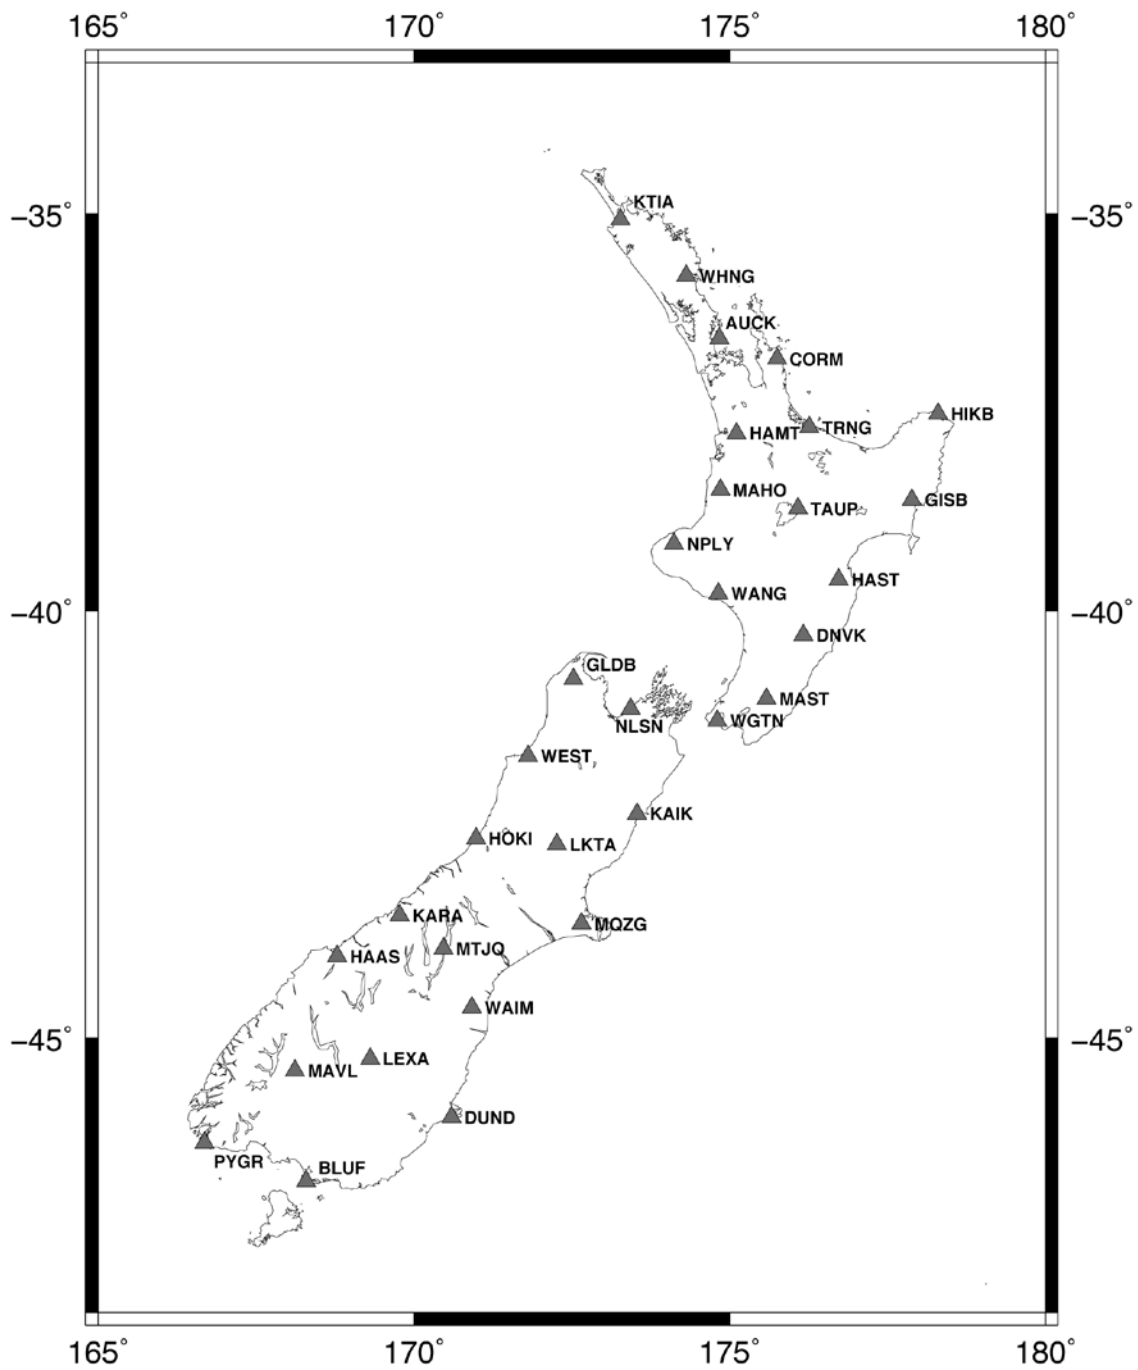 165° 170° 175° 180°
KTIA
−35° −35°
WHNG
AUCK
CORM
HIKB
TRNG
HAMT
MAHO
GISB
TAUP
NPLY
HAST
WANG
−40° −40°
DNVK
GLDB
MAST
WGTN
NLSN
WEST
KAIK
HOKI
LKTA
KARA
MQZG
MTJQ
HAAS
WAIM
−45° −45°
LEXA
MAVL
DUND
PYGR
BLUF
165° 170° 175° 180°